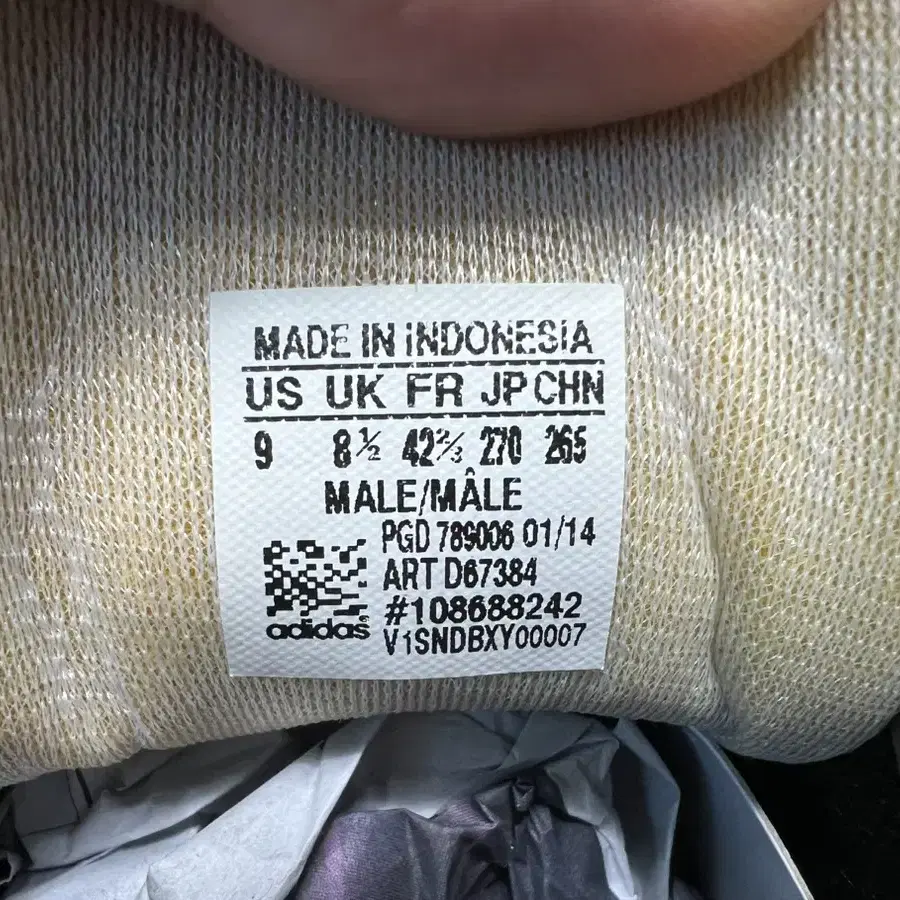 MADE IN INDONESIA
US UK FR JP CHN
9 8½ 42⅔ 270 265
MALE/MÂLE
PGD 789006 01/14
ART D67384
#108688242
adidas
V1SNDBXY00007